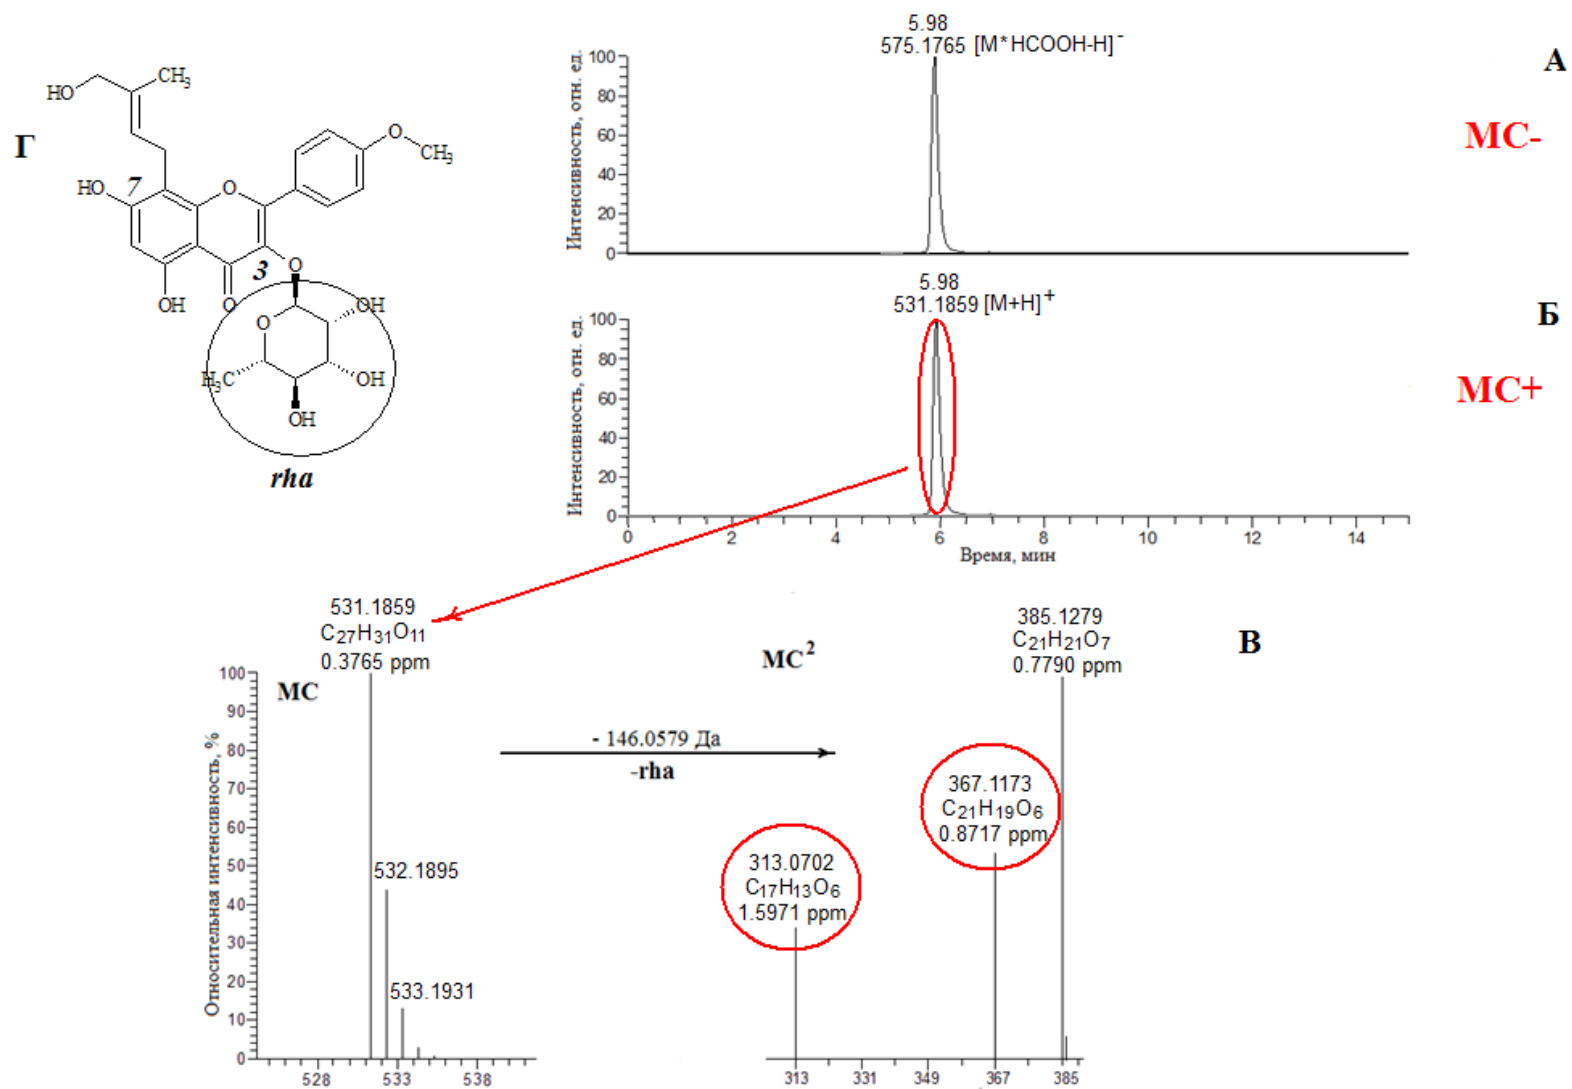 Г
HO
CH3
O
CH3
HO
7
O
3
O
OH
O
rha
O
OH
H3C
OH
OH
5.98
575.1765 [M*HCOOH-H]-
А
МС-
Интенсивность, отн. ед.
100
80
60
40
20
0
5.98
531.1859 [M+H]+
Б
МС+
Интенсивность, отн. ед.
100
80
60
40
20
0
0 2 4 6 8 10 12 14
Время, мин
531.1859
C27H31O11
0.3765 ppm
МС
Относительная интенсивность, %
100
90
80
70
60
50
40
30
20
10
0
532.1895
533.1931
528 533 538
МС2
- 146.0579 Да
-rha
В
385.1279
C21H21O7
0.7790 ppm
367.1173
C21H19O6
0.8717 ppm
313.0702
C17H13O6
1.5971 ppm
313 331 349 367 385